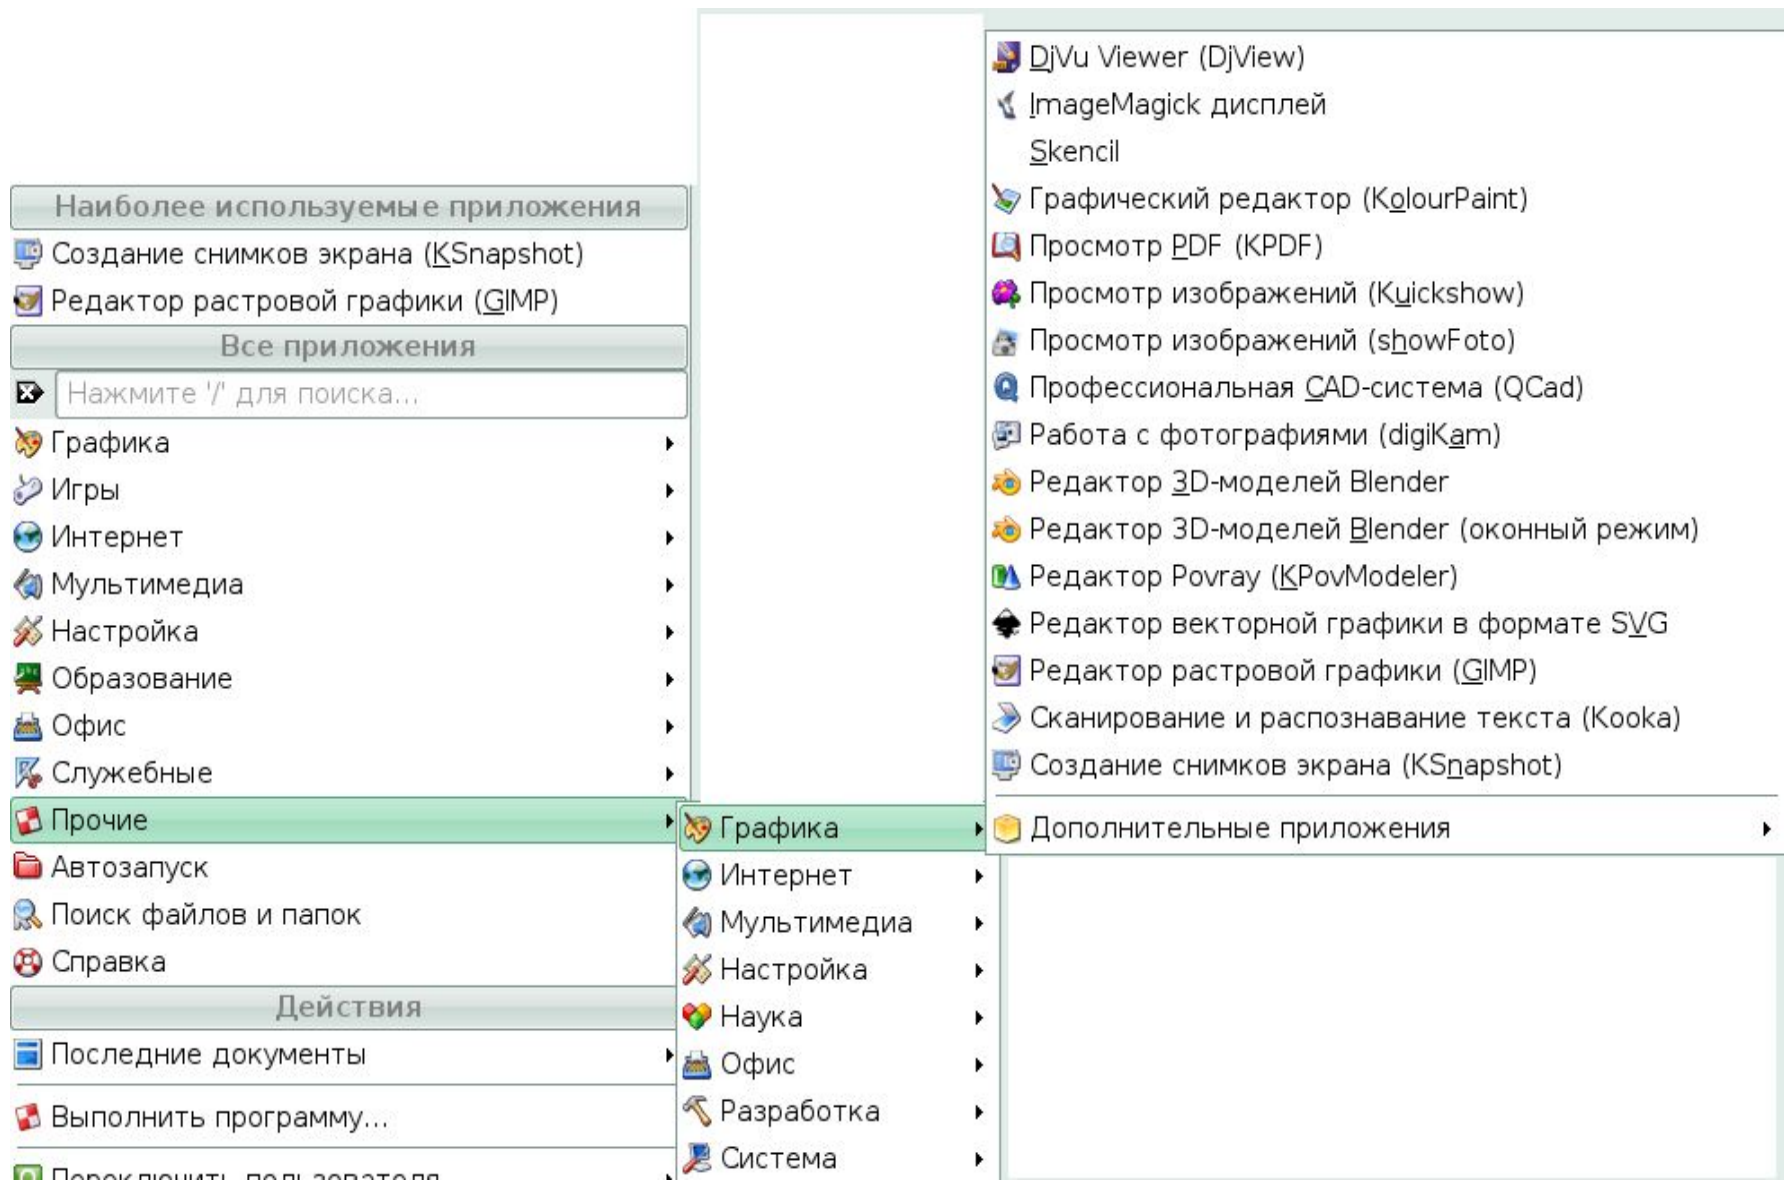 Наиболее используемые приложения
Создание снимков экрана (KSnapshot)
Редактор растровой графики (GIMP)
Все приложения
Нажмите '/' для поиска...
Графика
Игры
Интернет
Мультимедиа
Настройка
Образование
Офис
Служебные
Прочие
Автозапуск
Поиск файлов и папок
Справка
Действия
Последние документы
Выполнить программу...
Переключить пользователя
Графика
Интернет
Мультимедиа
Настройка
Наука
Офис
Разработка
Система
DjVu Viewer (DjView)
ImageMagick дисплей
Skencil
Графический редактор (KolourPaint)
Просмотр PDF (KPDF)
Просмотр изображений (Kuickshow)
Просмотр изображений (showFoto)
Профессиональная CAD-система (QCad)
Работа с фотографиями (digiKam)
Редактор 3D-моделей Blender
Редактор 3D-моделей Blender (оконный режим)
Редактор Povray (KPovModeler)
Редактор векторной графики в формате SVG
Редактор растровой графики (GIMP)
Сканирование и распознавание текста (Kooka)
Создание снимков экрана (KSnapshot)
Дополнительные приложения